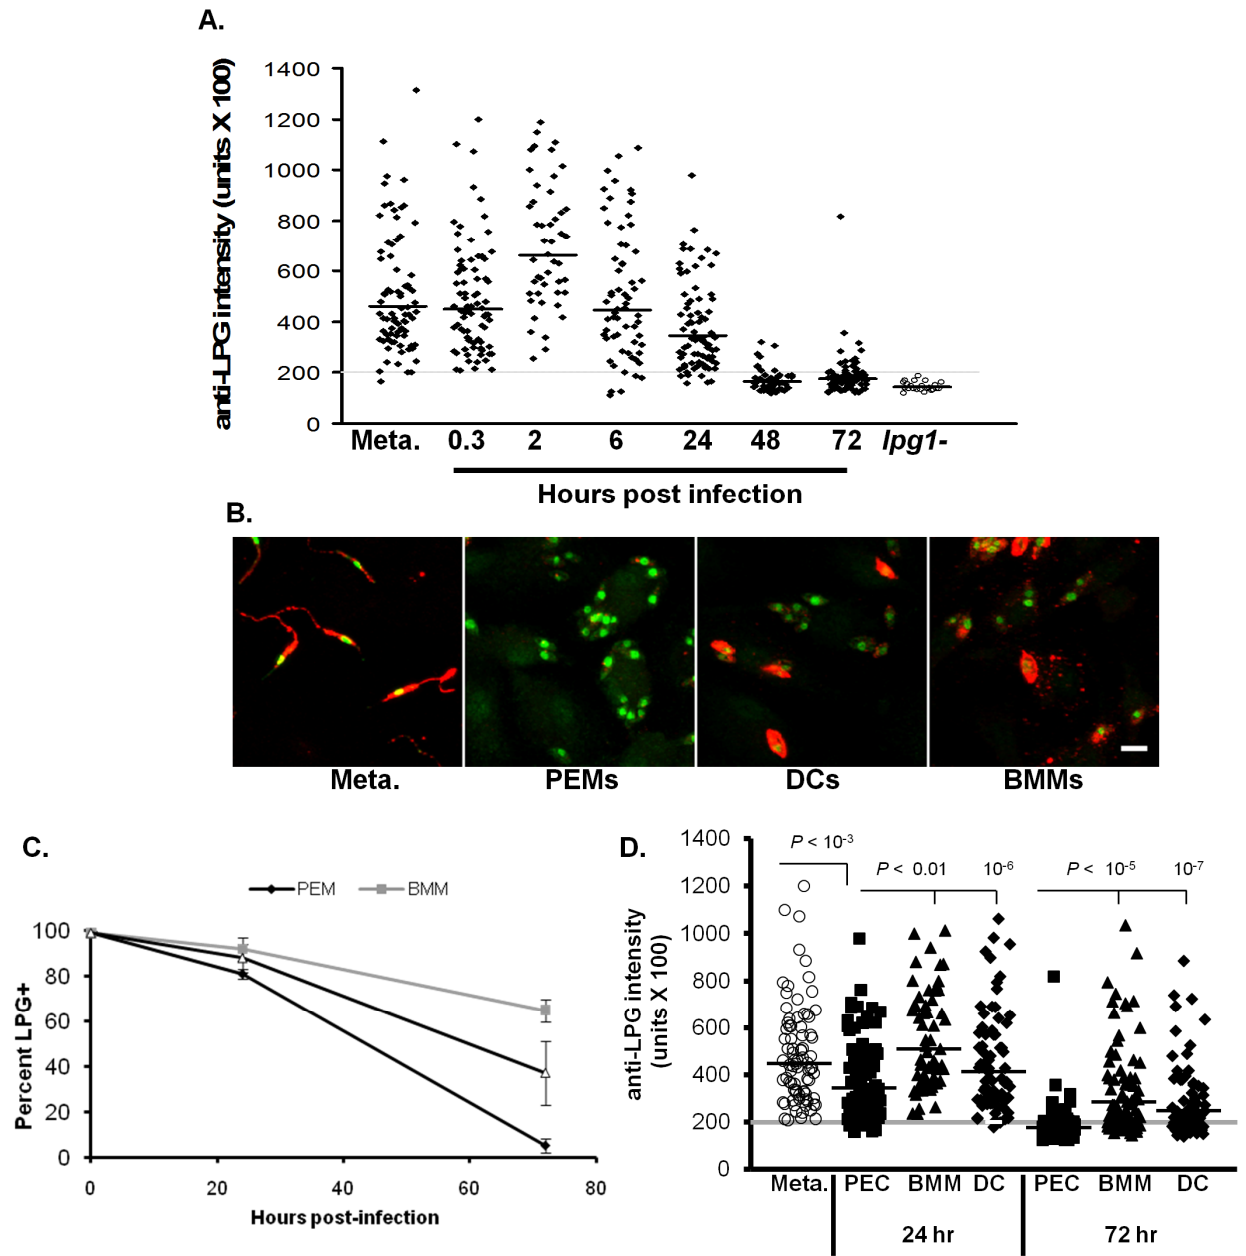 A.
anti-LPG intensity (units X 100)
1400
1200
1000
800
600
400
200
0
Meta. 0.3 2 6 24 48 72 lpg1-
Hours post infection
B.
Meta. PEMs DCs BMMs
C.
PEM BMM
Percent LPG+
100
80
60
40
20
0
0 20 40 60 80
Hours post-infection
D.
anti-LPG intensity
(units X 100)
1400
1200
1000
800
600
400
200
0
P < 10-3
P < 0.01 10-6
P < 10-5 10-7
Meta. PEC BMM DC PEC BMM DC
24 hr 72 hr